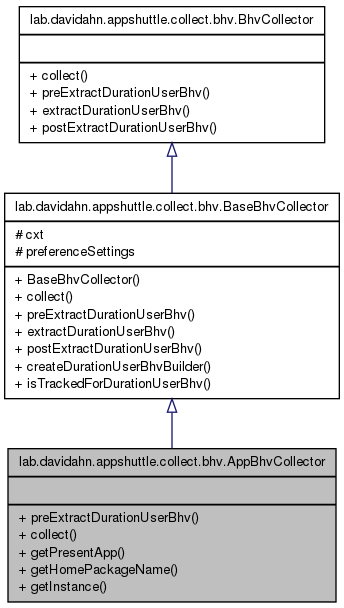 lab.davidahn.appshuttle.collect.bhv.BhvCollector
+ collect()
+ preExtractDurationUserBhv()
+ extractDurationUserBhv()
+ postExtractDurationUserBhv()
lab.davidahn.appshuttle.collect.bhv.BaseBhvCollector
# cxt
# preferenceSettings
+ BaseBhvCollector()
+ collect()
+ preExtractDurationUserBhv()
+ extractDurationUserBhv()
+ postExtractDurationUserBhv()
+ createDurationUserBhvBuilder()
+ isTrackedForDurationUserBhv()
lab.davidahn.appshuttle.collect.bhv.AppBhvCollector
+ preExtractDurationUserBhv()
+ collect()
+ getPresentApp()
+ getHomePackageName()
+ getInstance()